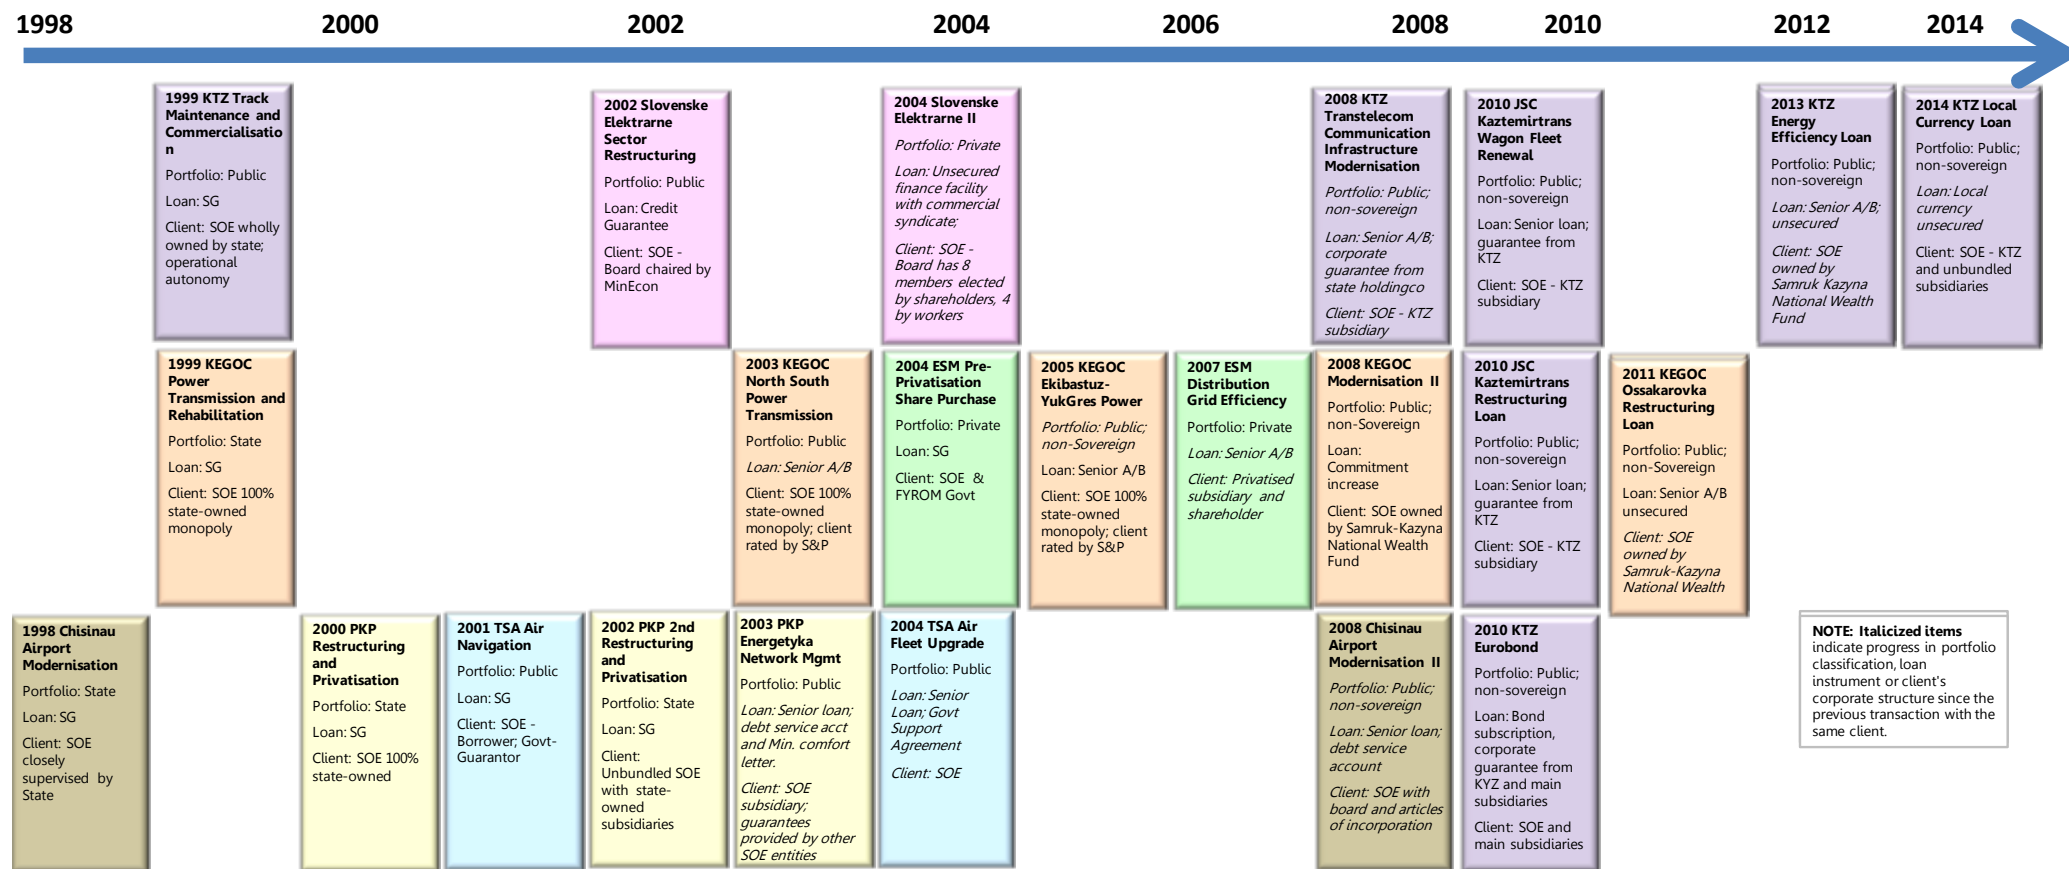 1998 2000 2002 2004 2006 2008 2010 2012 2014
1999 KTZ Track
Maintenance and
Commercialisatio
n
Portfolio: Public
Loan: SG
Client: SOE wholly
owned by state;
operational
autonomy
2002 Slovenske
Elektrarne
Sector
Restructuring
Portfolio: Public
Loan: Credit
Guarantee
Client: SOE -
Board chaired by
MinEcon
2004 Slovenske
Elektrarne II
Portfolio: Private
Loan: Unsecured
finance facility
with commercial
syndicate;
Client: SOE -
Board has 8
members elected
by shareholders, 4
by workers
2008 KTZ
Transtelecom
Communication
Infrastructure
Modernisation
Portfolio: Public;
non-sovereign
Loan: Senior A/B;
corporate
guarantee from
state holdingco
Client: SOE - KTZ
subsidiary
2010 JSC
Kaztemirtrans
Wagon Fleet
Renewal
Portfolio: Public;
non-sovereign
Loan: Senior loan;
guarantee from
KTZ
Client: SOE - KTZ
subsidiary
2013 KTZ
Energy
Efficiency Loan
Portfolio: Public;
non-sovereign
Loan: Senior A/B;
unsecured
Client: SOE
owned by
Samruk Kazyna
National Wealth
Fund
2014 KTZ Local
Currency Loan
Portfolio: Public;
non-sovereign
Loan: Local
currency
unsecured
Client: SOE - KTZ
and unbundled
subsidiaries
1999 KEGOC
Power
Transmission and
Rehabilitation
Portfolio: State
Loan: SG
Client: SOE 100%
state-owned
monopoly
2003 KEGOC
North South
Power
Transmission
Portfolio: Public
Loan: Senior A/B
Client: SOE 100%
state-owned
monopoly; client
rated by S&P
2004 ESM Pre-
Privatisation
Share Purchase
Portfolio: Private
Loan: SG
Client: SOE &
FYROM Govt
2005 KEGOC
Ekibastuz-
YukGres Power
Portfolio: Public;
non-Sovereign
Loan: Senior A/B
Client: SOE 100%
state-owned
monopoly; client
rated by S&P
2007 ESM
Distribution
Grid Efficiency
Portfolio: Private
Loan: Senior A/B
Client: Privatised
subsidiary and
shareholder
2008 KEGOC
Modernisation II
Portfolio: Public;
non-Sovereign
Loan:
Commitment
increase
Client: SOE owned
by Samruk-Kazyna
National Wealth
Fund
2010 JSC
Kaztemirtrans
Restructuring
Loan
Portfolio: Public;
non-sovereign
Loan: Senior loan;
guarantee from
KTZ
Client: SOE - KTZ
subsidiary
2011 KEGOC
Ossakarovka
Restructuring
Loan
Portfolio: Public;
non-Sovereign
Loan: Senior A/B
unsecured
Client: SOE
owned by
Samruk-Kazyna
National Wealth
1998 Chisinau
Airport
Modernisation
Portfolio: State
Loan: SG
Client: SOE
closely
supervised by
State
2000 PKP
Restructuring
and
Privatisation
Portfolio: State
Loan: SG
Client: SOE 100%
state-owned
2001 TSA Air
Navigation
Portfolio: Public
Loan: SG
Client: SOE -
Borrower; Govt-
Guarantor
2002 PKP 2nd
Restructuring
and
Privatisation
Portfolio: State
Loan: SG
Client:
Unbundled SOE
with state-
owned
subsidiaries
2003 PKP
Energetyka
Network Mgmt
Portfolio: Public
Loan: Senior loan;
debt service acct
and Min. comfort
letter.
Client: SOE
subsidiary;
guarantees
provided by other
SOE entities
2004 TSA Air
Fleet Upgrade
Portfolio: Public
Loan: Senior
Loan; Govt
Support
Agreement
Client: SOE
2008 Chisinau
Airport
Modernisation II
Portfolio: Public;
non-sovereign
Loan: Senior loan;
debt service
account
Client: SOE with
board and articles
of incorporation
2010 KTZ
Eurobond
Portfolio: Public;
non-sovereign
Loan: Bond
subscription,
corporate
guarantee from
KYZ and main
subsidiaries
Client: SOE and
main subsidiaries
NOTE: Italicized items
indicate progress in portfolio
classification, loan
instrument or client's
corporate structure since the
previous transaction with the
same client.